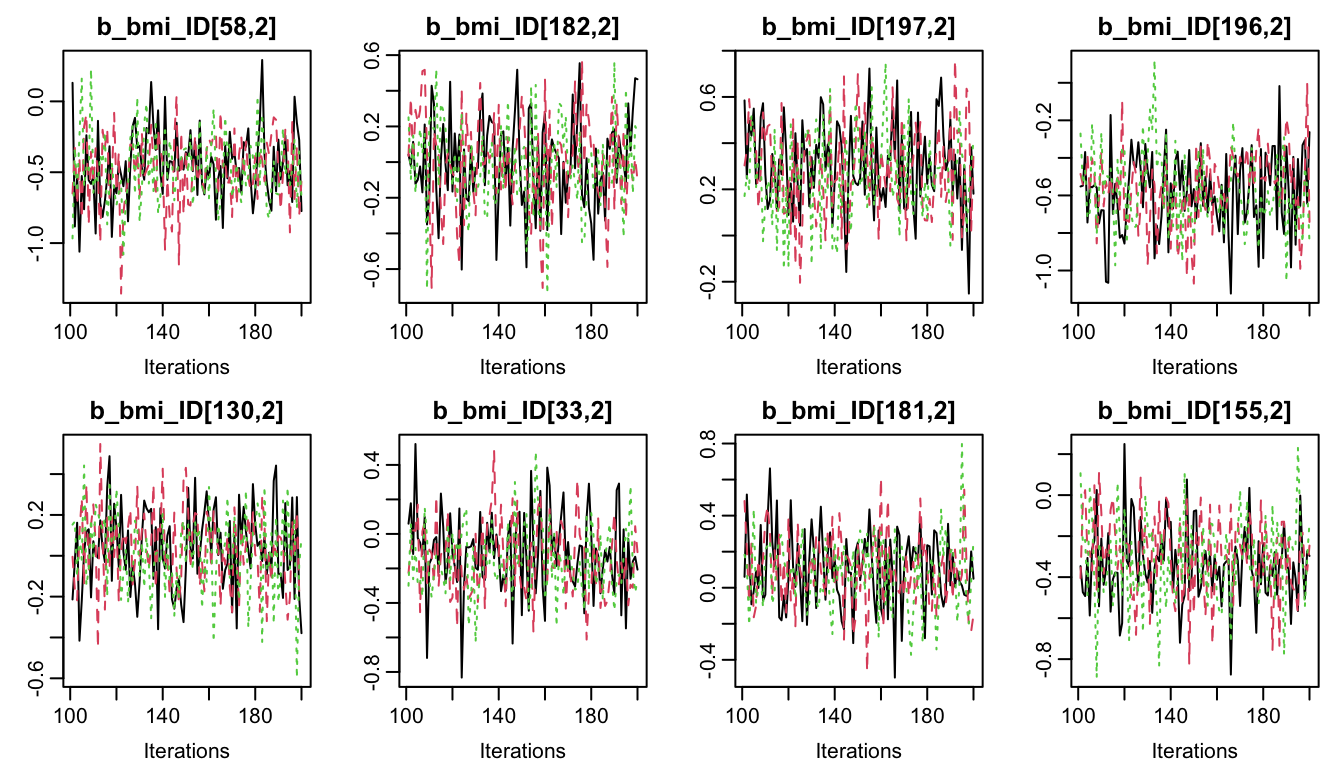 b_bmi_ID[58,2] b_bmi_ID[182,2] b_bmi_ID[197,2] b_bmi_ID[196,2]
0.0 -0.5 -1.0 0.6 0.2 -0.2 -0.6 0.6 0.2 -0.2 -0.2 -0.6 -1.0
100 140 180 100 140 180 100 140 180 100 140 180
Iterations Iterations Iterations Iterations
b_bmi_ID[130,2] b_bmi_ID[33,2] b_bmi_ID[181,2] b_bmi_ID[155,2]
0.2 -0.2 -0.6 0.4 0.0 -0.4 -0.8 0.8 0.4 0.0 -0.4 0.0 -0.4 -0.8
100 140 180 100 140 180 100 140 180 100 140 180
Iterations Iterations Iterations Iterations